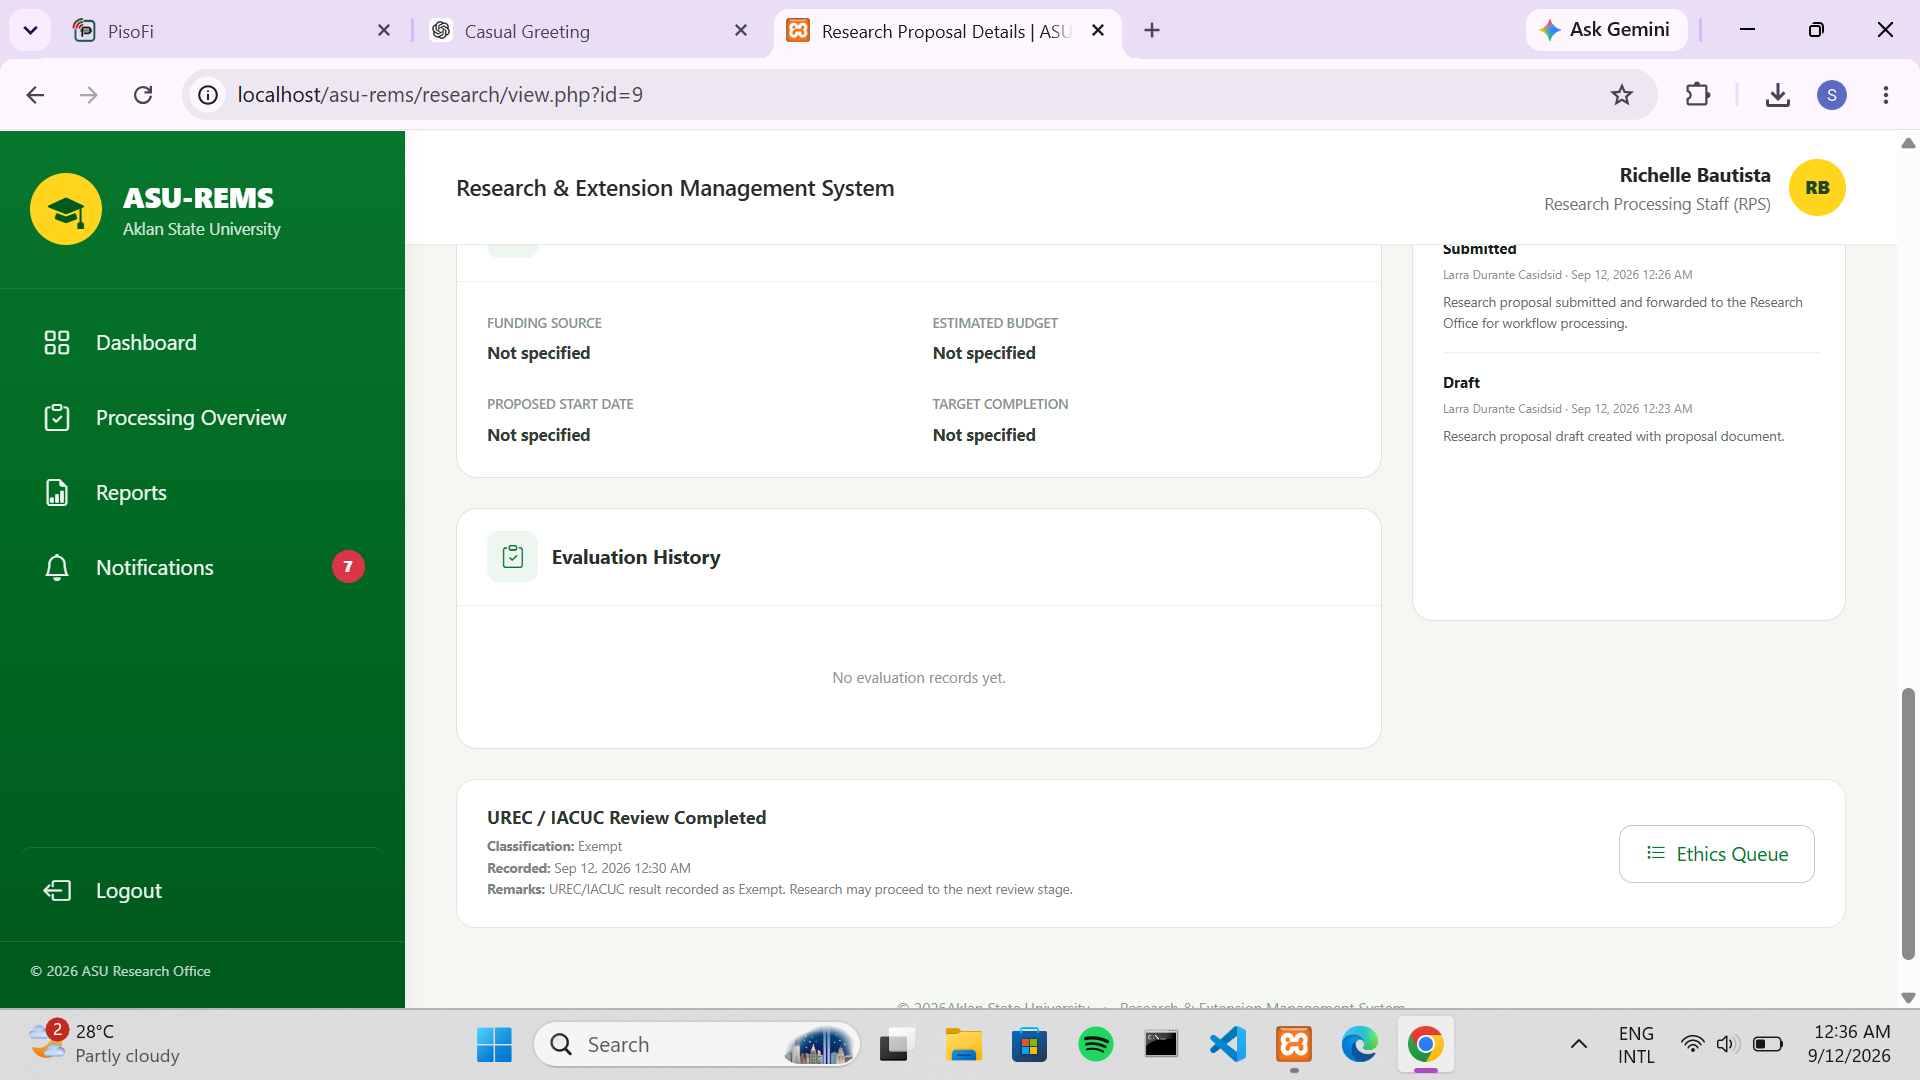 PisoFi
Casual Greeting
Research Proposal Details | ASU
Ask Gemini
localhost/asu-rems/research/view.php?id=9
S
ASU-REMS
Aklan State University
Dashboard
Processing Overview
Reports
Notifications
7
Logout
© 2026 ASU Research Office
Research & Extension Management System
Richelle Bautista
Research Processing Staff (RPS)
RB
FUNDING SOURCE
Not specified
ESTIMATED BUDGET
Not specified
PROPOSED START DATE
Not specified
TARGET COMPLETION
Not specified
Evaluation History
No evaluation records yet.
Submitted
Larra Durante Casidsid · Sep 12, 2026 12:26 AM
Research proposal submitted and forwarded to the Research
Office for workflow processing.
Draft
Larra Durante Casidsid · Sep 12, 2026 12:23 AM
Research proposal draft created with proposal document.
UREC / IACUC Review Completed
Classification: Exempt
Recorded: Sep 12, 2026 12:30 AM
Remarks: UREC/IACUC result recorded as Exempt. Research may proceed to the next review stage.
Ethics Queue
© 2026Aklan State University · Research & Extension Management System
2
28°C
Partly cloudy
Search
ENG
INTL
12:36 AM
9/12/2026